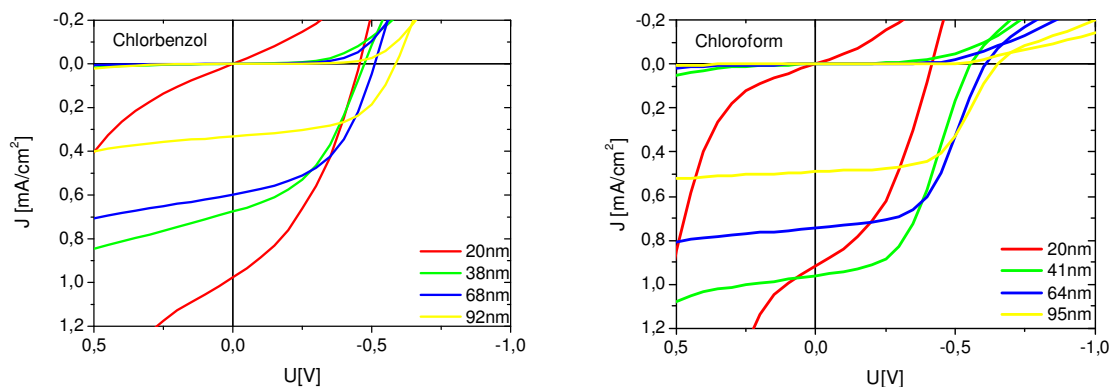 Chlorbenzol
J [mA/cm²]
-0,2
0,0
0,2
0,4
0,6
0,8
1,0
1,2
20nm
38nm
68nm
92nm
0,5
0,0
-0,5
-1,0
U[V]
Chloroform
J [mA/cm²]
-0,2
0,0
0,2
0,4
0,6
0,8
1,0
1,2
20nm
41nm
64nm
95nm
0,5
0,0
-0,5
-1,0
U[V]